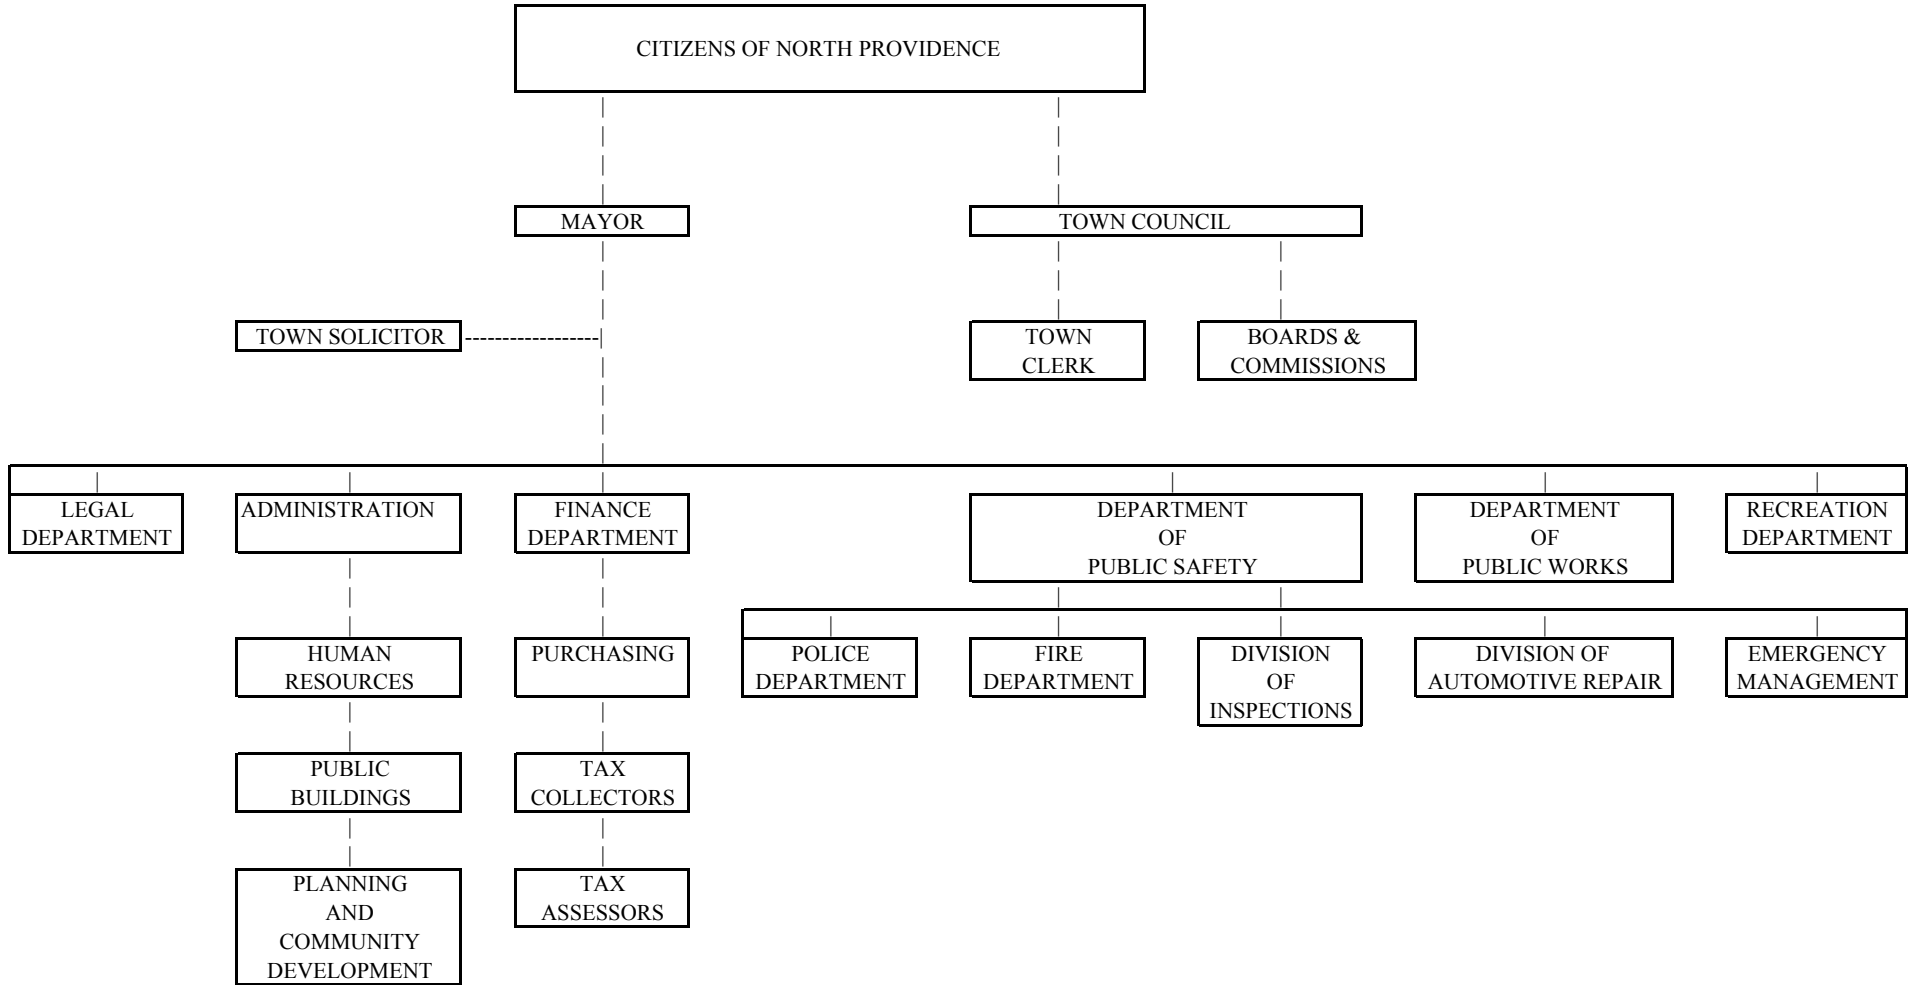 CITIZENS OF NORTH PROVIDENCE
MAYOR
TOWN COUNCIL
TOWN SOLICITOR
TOWN
CLERK
BOARDS &
COMMISSIONS
LEGAL
DEPARTMENT
ADMINISTRATION
FINANCE
DEPARTMENT
DEPARTMENT
OF
PUBLIC SAFETY
DEPARTMENT
OF
PUBLIC WORKS
RECREATION
DEPARTMENT
HUMAN
RESOURCES
PURCHASING
POLICE
DEPARTMENT
FIRE
DEPARTMENT
DIVISION
OF
INSPECTIONS
DIVISION OF
AUTOMOTIVE REPAIR
EMERGENCY
MANAGEMENT
PUBLIC
BUILDINGS
TAX
COLLECTORS
PLANNING
AND
COMMUNITY
DEVELOPMENT
TAX
ASSESSORS